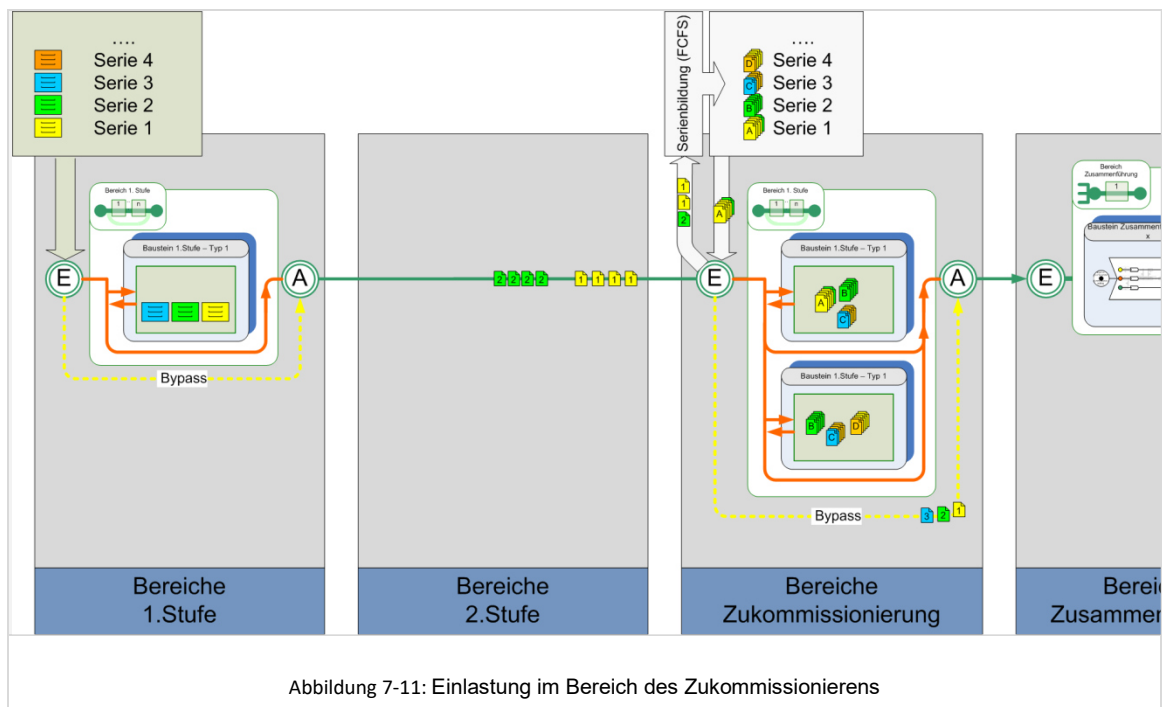 ....
Serie 4
Serie 3
Serie 2
Serie 1
Serienbildung (FCFS)
....
Serie 4
Serie 3
Serie 2
Serie 1
D
C
B
A
1
1
2
A
Bereich 1. Stufe
1 n
Baustein 1.Stufe – Typ 1
E
A
Bypass
2 2 2 2
1 1 1 1
E
Bereich 1. Stufe
1 n
Baustein 1.Stufe – Typ 1
A
B
C
Baustein 1.Stufe – Typ 1
B
C
D
A
Bypass
3 2 1
E
Bereich
Zusammenführung
1
Baustein Zusamment
x
Bereiche
1.Stufe
Bereiche
2.Stufe
Bereiche
Zukommissionierung
Bereic
Zusammen
Abbildung 7-11: Einlastung im Bereich des Zukommissionierens